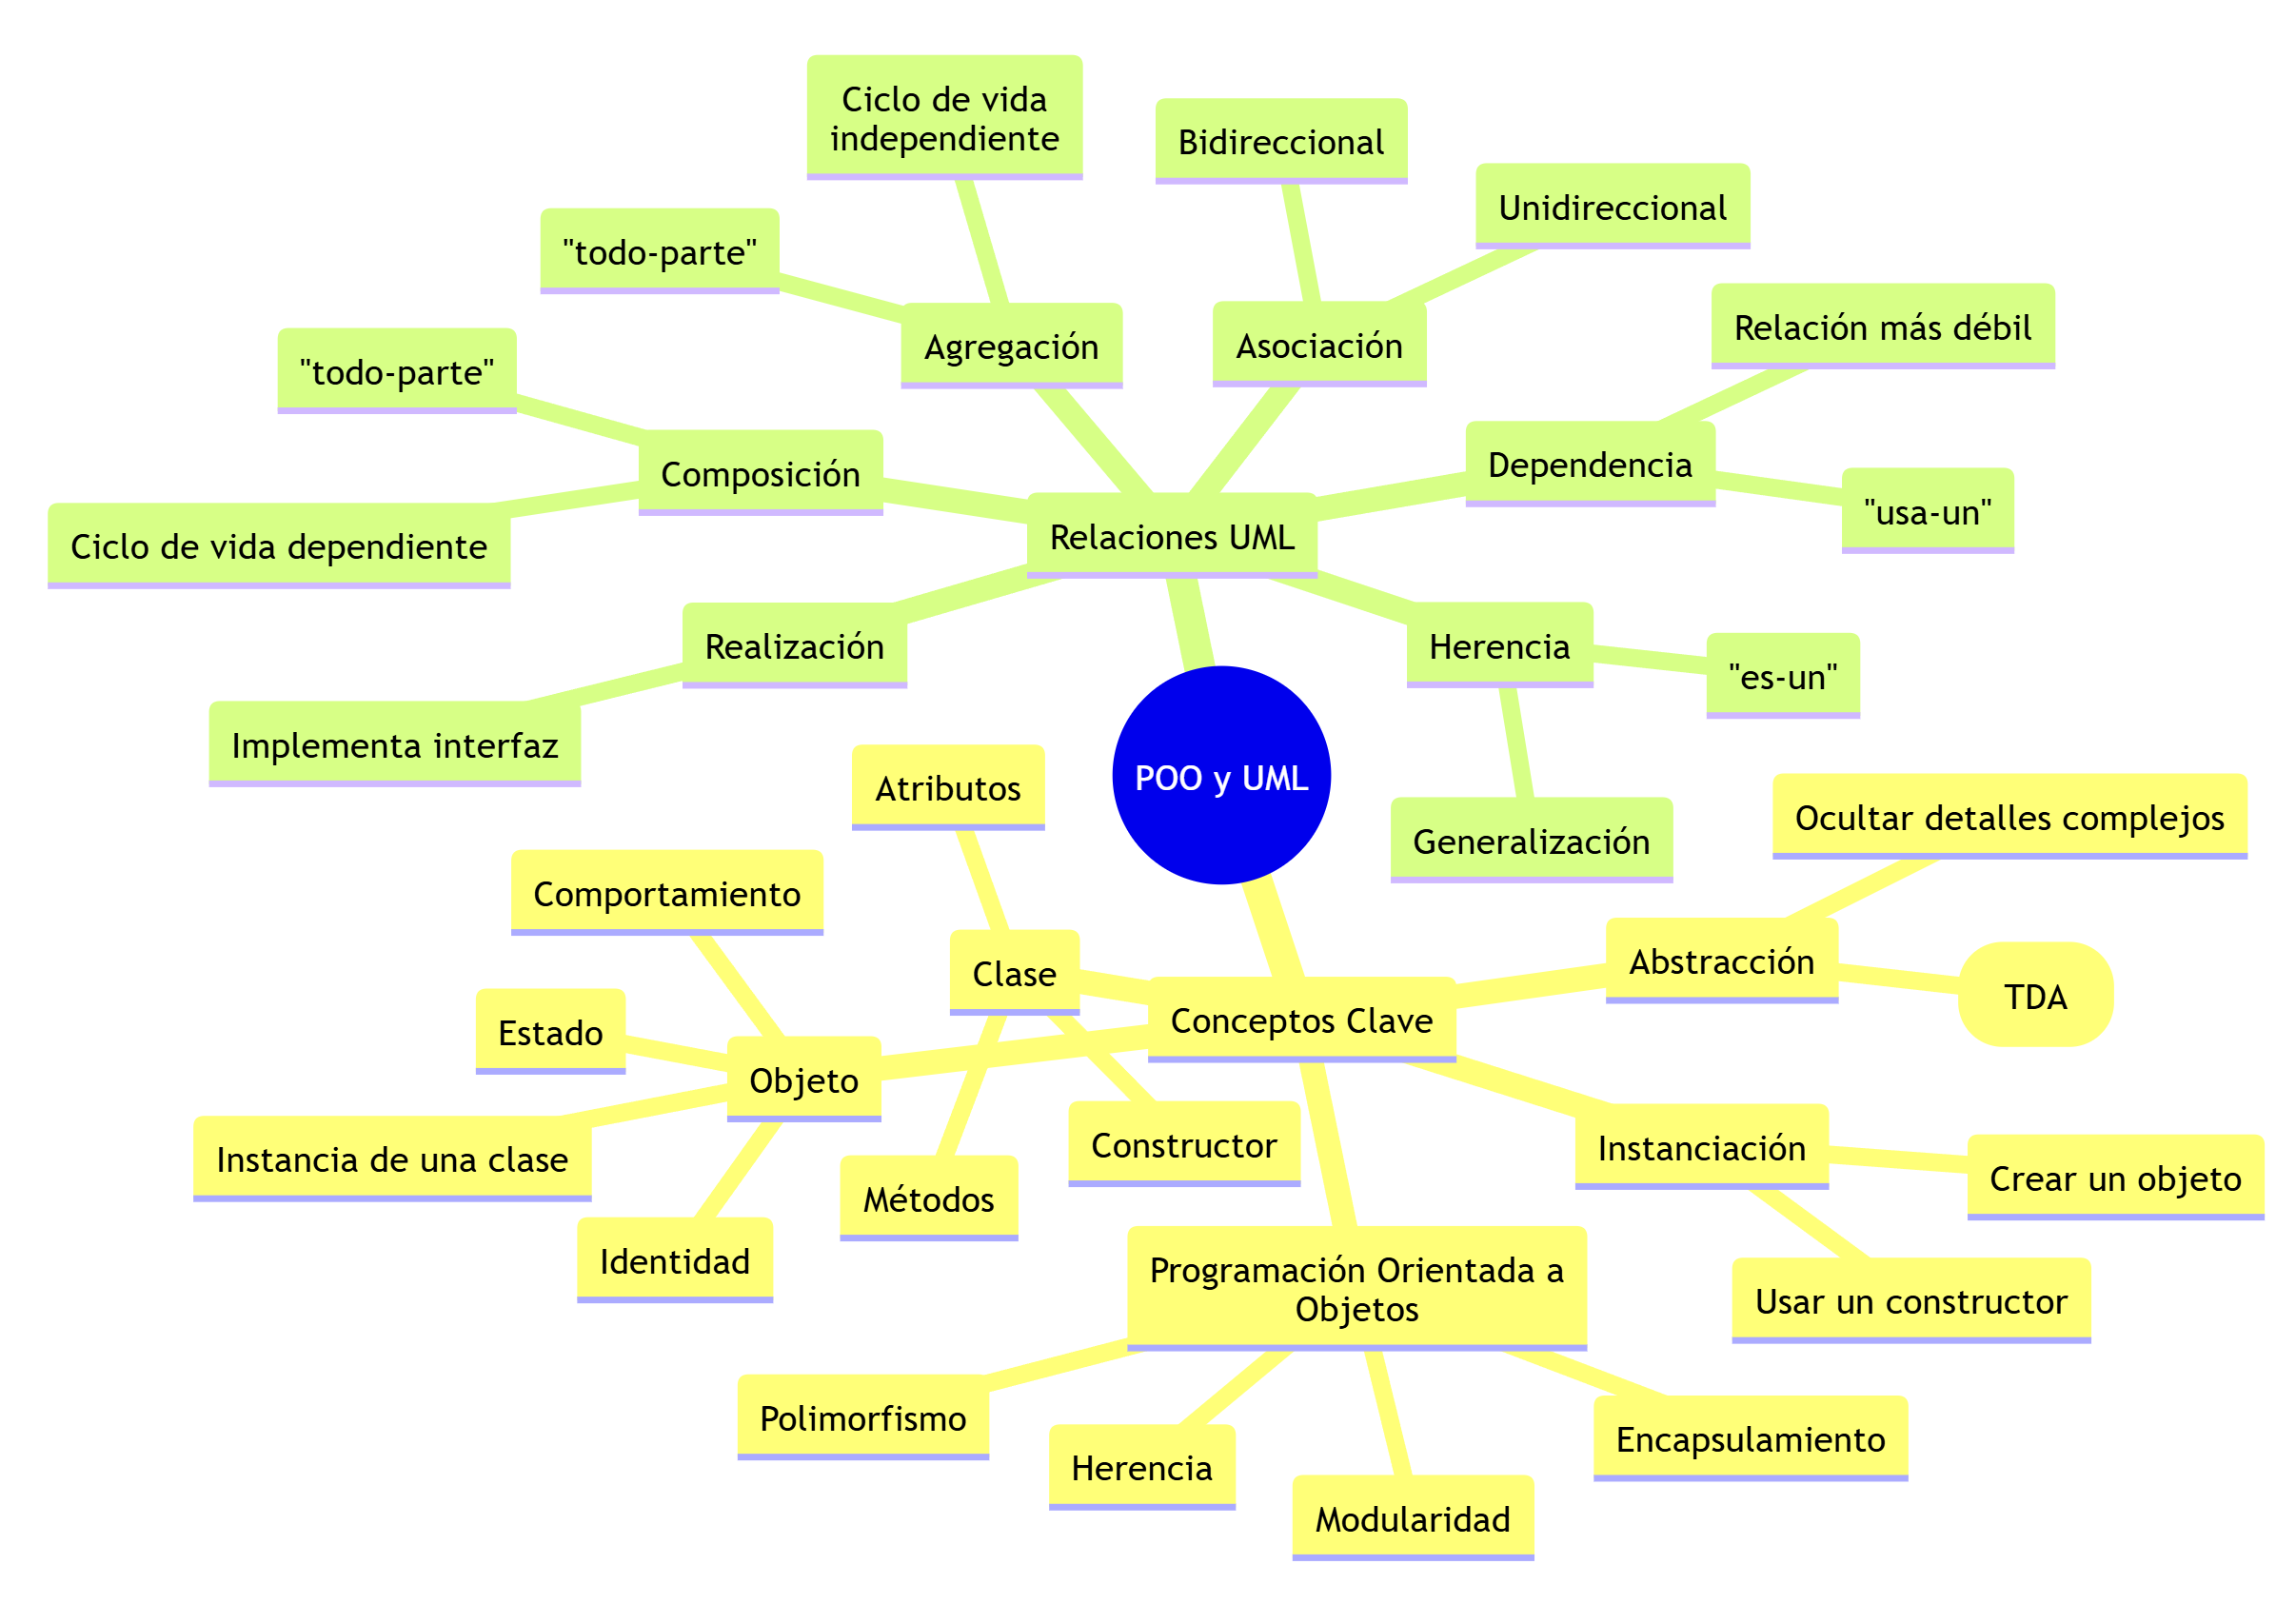 Ciclo de vida
independiente
Bidireccional
Unidireccional
"todo-parte"
Relación más débil
Agregación
Asociación
"todo-parte"
Composición
Dependencia
"usa-un"
Ciclo de vida dependiente
Relaciones UML
Realización
Herencia
"es-un"
Implementa interfaz
POO y UML
Atributos
Generalización
Ocultar detalles complejos
Comportamiento
Clase
Abstracción
TDA
Estado
Conceptos Clave
Objeto
Instancia de una clase
Constructor
Instanciación
Crear un objeto
Métodos
Identidad
Programación Orientada a
Objetos
Usar un constructor
Polimorfismo
Herencia
Modularidad
Encapsulamiento